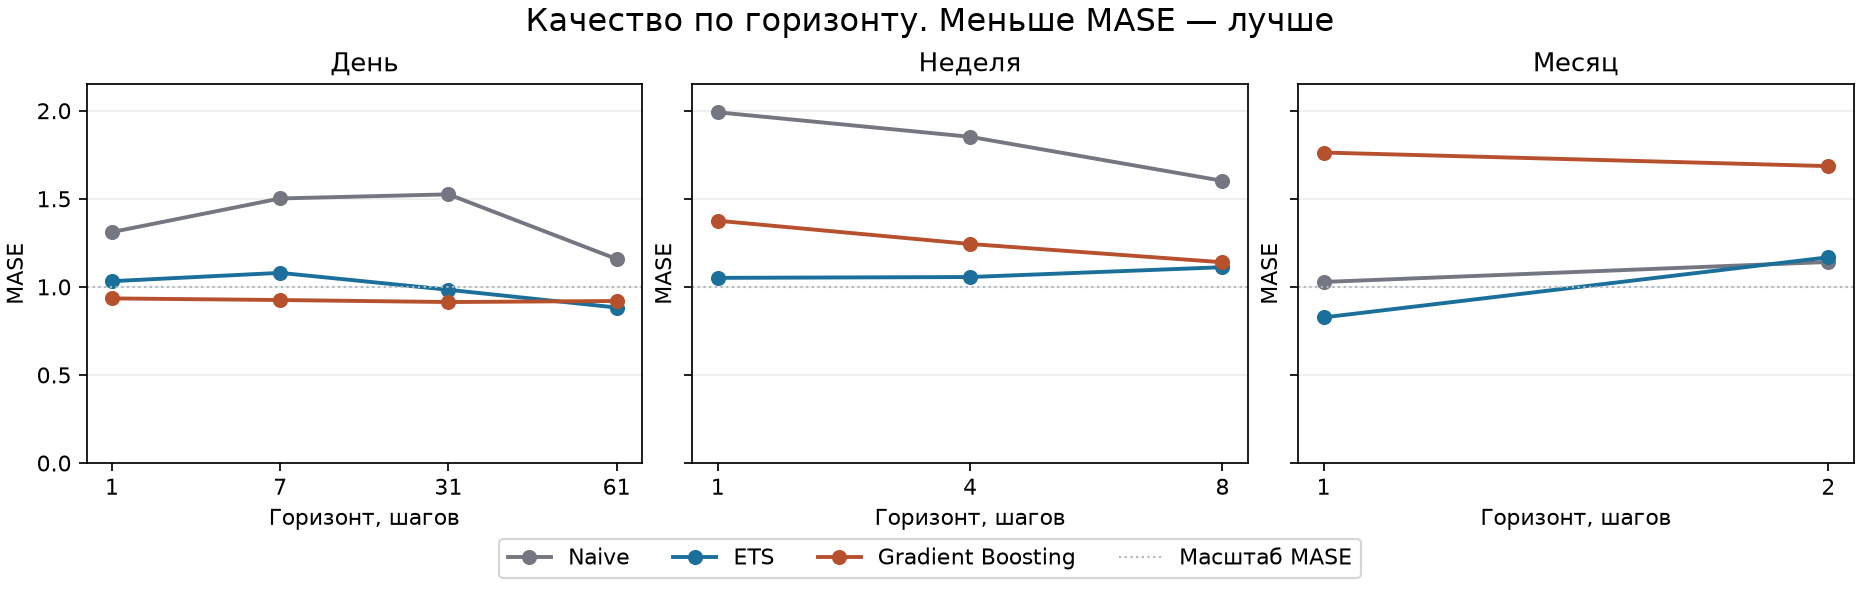 Качество по горизонту. Меньше MASE — лучше
День
MASE
2.0
1.5
1.0
0.5
0.0
1 7 31 61
Горизонт, шагов
Неделя
MASE
1 4 8
Горизонт, шагов
Месяц
MASE
1 2
Горизонт, шагов
Naive ETS Gradient Boosting Масштаб MASE